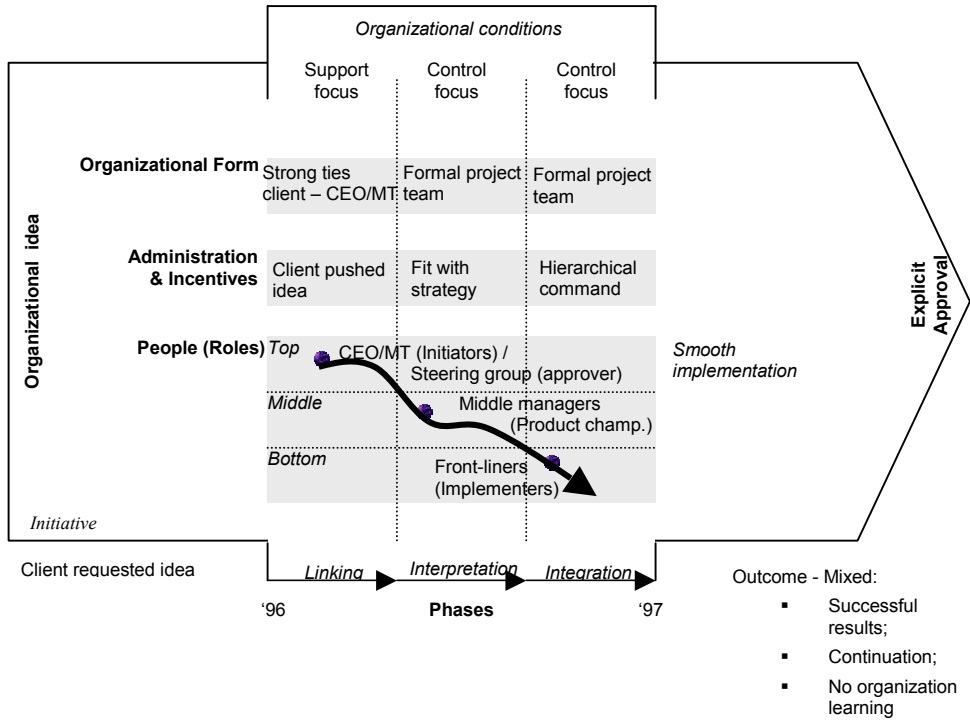 Organizational conditions
Support
focus
Control
focus
Control
focus
Organizational idea
Organizational Form
Strong ties
client – CEO/MT
Formal project
team
Formal project
team
Administration
& Incentives
Client pushed
idea
Fit with
strategy
Hierarchical
command
People (Roles)
Top
CEO/MT (Initiators) /
Steering group (approver)
Middle
Middle managers
(Product champ.)
Bottom
Front-liners
(Implementers)
Smooth
implementation
Explicit
Approval
Initiative
Client requested idea
Linking
Interpretation
Integration
‘96
Phases
‘97
Outcome - Mixed:
▪ Successful
results;
▪ Continuation;
▪ No organization
learning